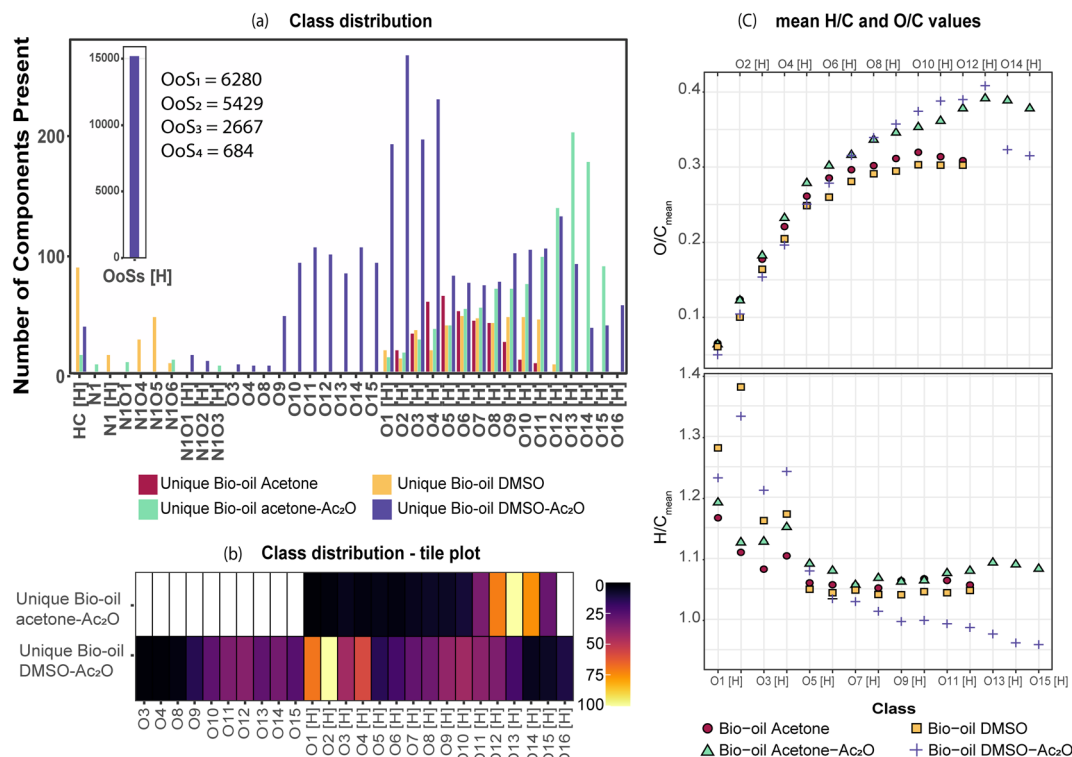 (a) Class distribution
Number of Components Present
200
100
0
15000
10000
5000
0
OoSs [H]
OoS₁ = 6280
OoS₂ = 5429
OoS₃ = 2667
OoS₄ = 684
HC [H]
N1
N1 [H]
N1O1
N1O4
N1O5
N1O6
N1O1 [H]
N1O2 [H]
N1O3 [H]
O3
O4
O8
O9
O10
O11
O12
O13
O14
O15
O1 [H]
O2 [H]
O3 [H]
O4 [H]
O5 [H]
O6 [H]
O7 [H]
O8 [H]
O9 [H]
O10 [H]
O11 [H]
O12 [H]
O13 [H]
O14 [H]
O15 [H]
O16 [H]
Unique Bio-oil Acetone
Unique Bio-oil DMSO
Unique Bio-oil acetone-Ac₂O
Unique Bio-oil DMSO-Ac₂O
(b) Class distribution - tile plot
Unique Bio-oil
acetone-Ac₂O
Unique Bio-oil
DMSO-Ac₂O
0
25
50
75
100
O3
O4
O8
O9
O10
O11
O12
O13
O14
O15
O1 [H]
O2 [H]
O3 [H]
O4 [H]
O5 [H]
O6 [H]
O7 [H]
O8 [H]
O9 [H]
O10 [H]
O11 [H]
O12 [H]
O13 [H]
O14 [H]
O15 [H]
O16 [H]
(C) mean H/C and O/C values
O2 [H] O4 [H] O6 [H] O8 [H] O10 [H] O12 [H] O14 [H]
O/Cmean
0.4
0.3
0.2
0.1
H/Cmean
1.4
1.3
1.2
1.1
1.0
O1 [H] O3 [H] O5 [H] O7 [H] O9 [H] O11 [H] O13 [H] O15 [H]
Class
Bio−oil Acetone
Bio−oil DMSO
Bio−oil Acetone−Ac₂O
Bio−oil DMSO−Ac₂O